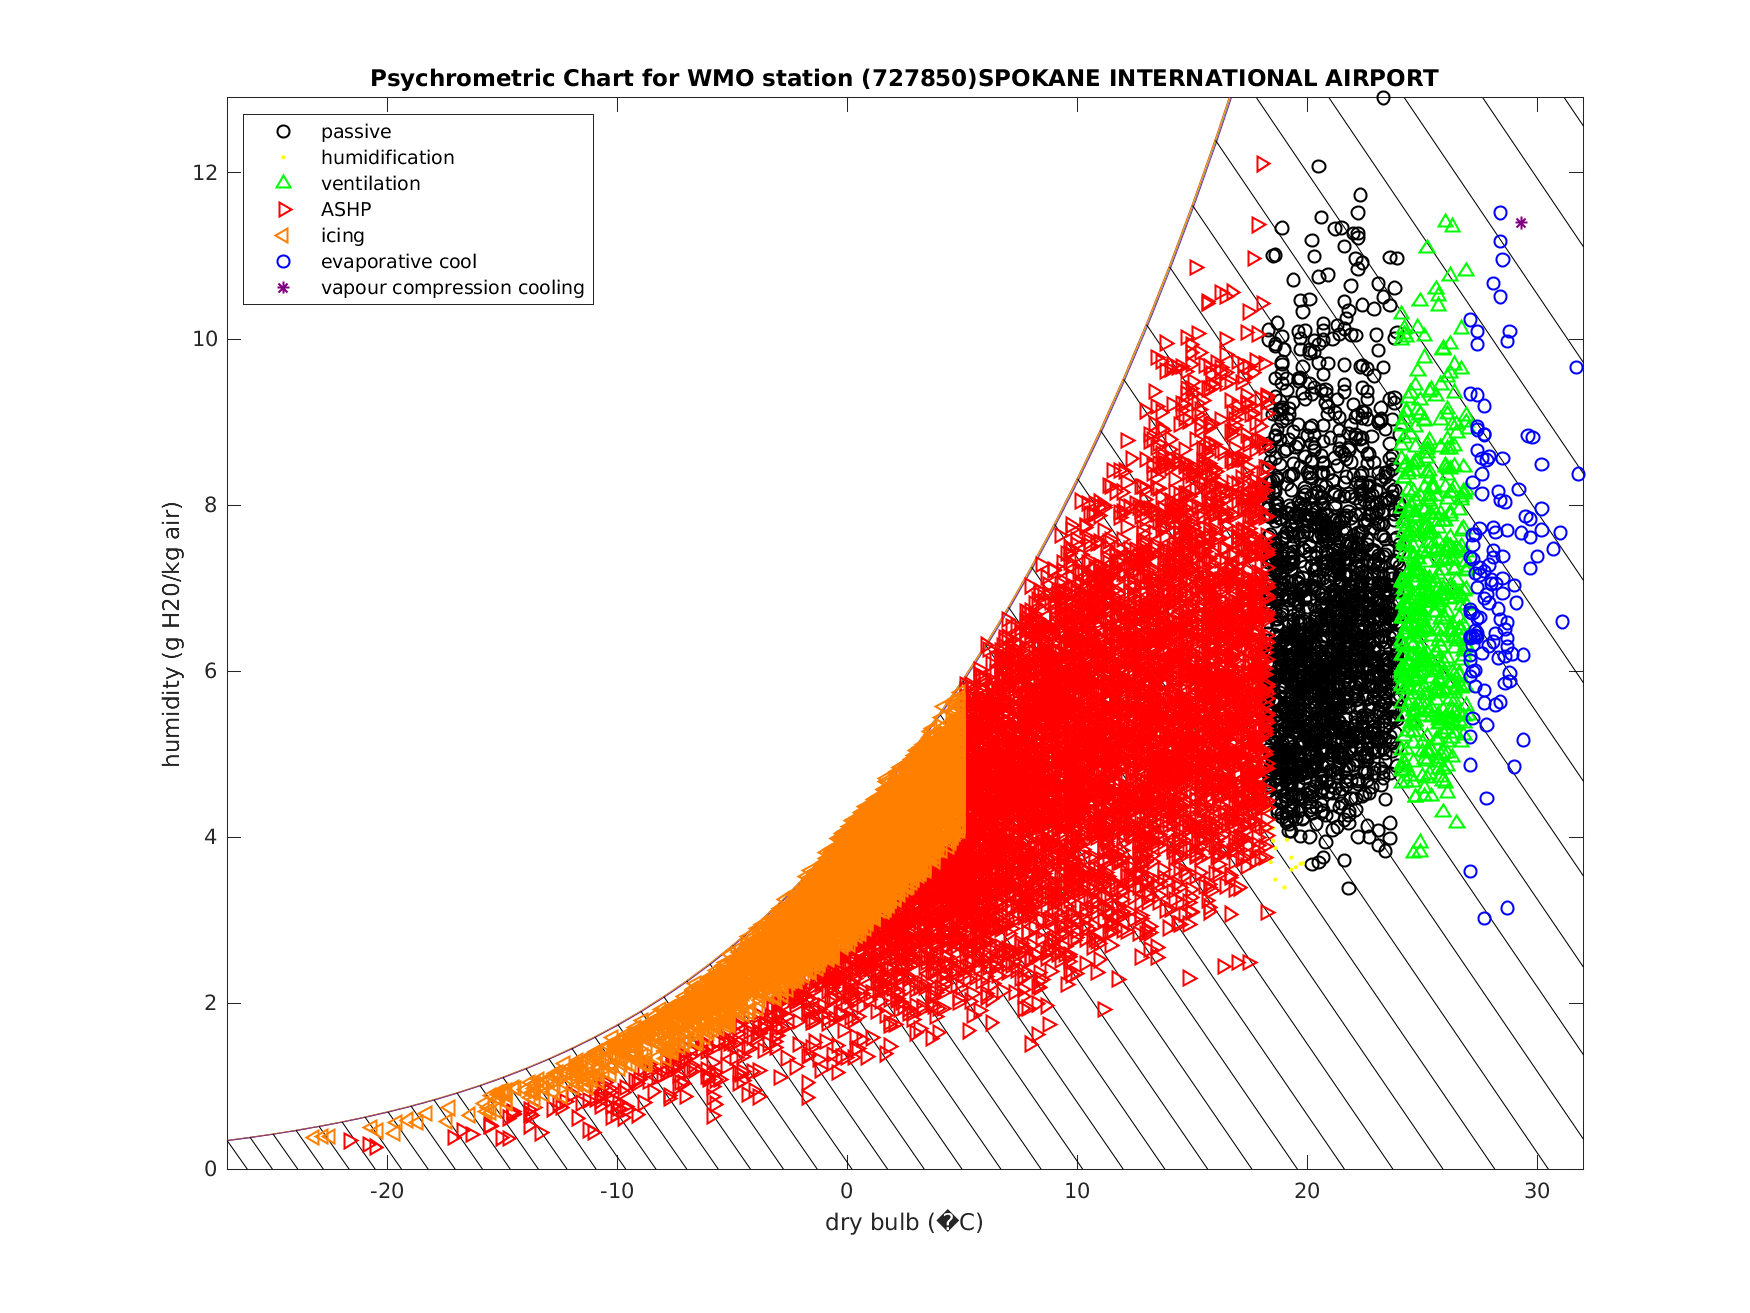 Psychrometric Chart for WMO station (727850)SPOKANE INTERNATIONAL AIRPORT
passive
humidification
ventilation
ASHP
icing
evaporative cool
vapour compression cooling
humidity (g H20/kg air)
12
10
8
6
4
2
0
-20 -10 0 10 20 30
dry bulb (�C)